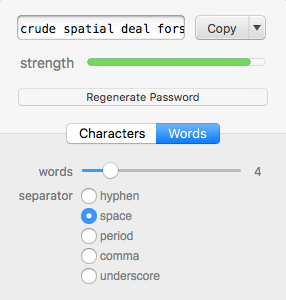 crude spatial deal fors
Copy
strength
Regenerate Password
Characters Words
words 4
separator hyphen
space
period
comma
underscore